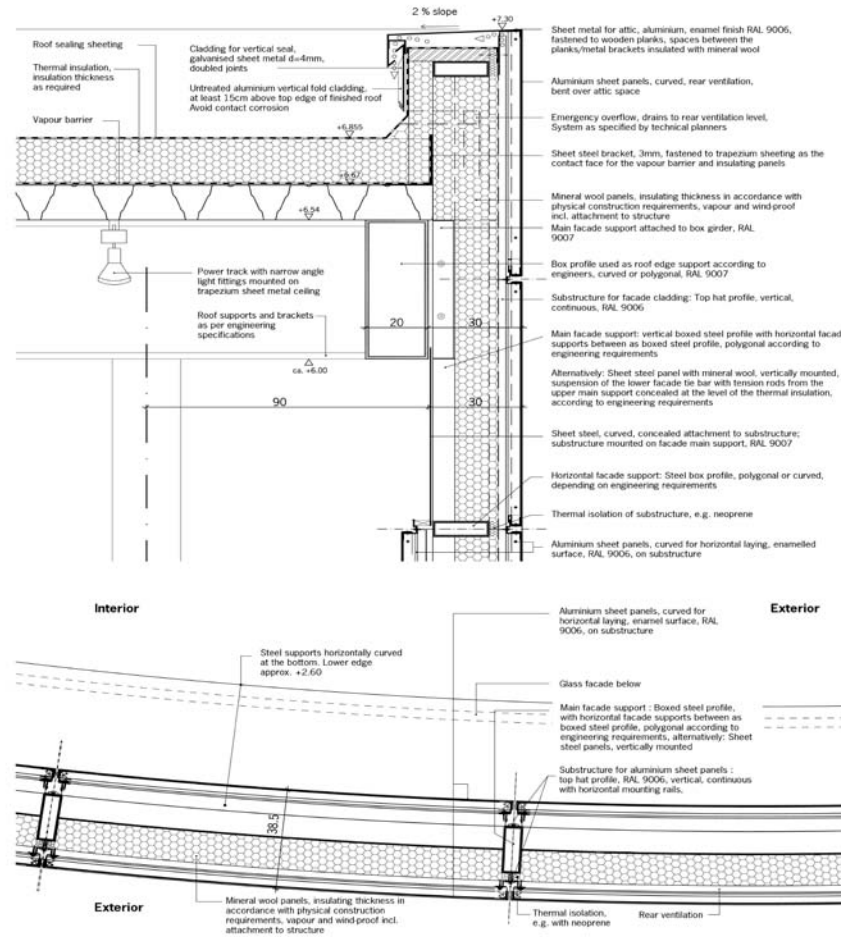 2 % slope
+7.30
Roof sealing sheeting
Thermal insulation,
insulation thickness
as required
Vapour barrier
Cladding for vertical seal,
galvanised sheet metal d=4mm,
doubled joints
Untreated aluminium vertical fold cladding,
at least 15cm above top edge of finished roof
Avoid contact corrosion
+6.855
+6.67
+6.54
Power track with narrow angle
light fittings mounted on
trapezium sheet metal ceiling
Roof supports and brackets
as per engineering
specifications
ca. +6.00
20
30
90
30
Sheet metal for attic, aluminium, enamel finish RAL 9006,
fastened to wooden planks, spaces between the
planks/metal brackets insulated with mineral wool
Aluminium sheet panels, curved, rear ventilation,
bent over attic space
Emergency overflow, drains to rear ventilation level,
System as specified by technical planners
Sheet steel bracket, 3mm, fastened to trapezium sheeting as the
contact face for the vapour barrier and insulating panels
Mineral wool panels, insulating thickness in accordance with
physical construction requirements, vapour and wind-proof
incl. attachment to structure
Main facade support attached to box girder, RAL
9007
Box profile used as roof edge support according to
engineers, curved or polygonal, RAL 9007
Substructure for facade cladding: Top hat profile, vertical,
continuous, RAL 9006
Main facade support: vertical boxed steel profile with horizontal facad
supports between as boxed steel profile, polygonal according to
engineering requirements
Alternatively: Sheet steel panel with mineral wool, vertically mounted,
suspension of the lower facade tie bar with tension rods from the
upper main support concealed at the level of the thermal insulation,
according to engineering requirements
Sheet steel, curved, concealed attachment to substructure;
substructure mounted on facade main support, RAL 9007
Horizontal facade support: Steel box profile, polygonal or curved,
depending on engineering requirements
Thermal isolation of substructure, e.g. neoprene
Aluminium sheet panels, curved for horizontal laying, enamelled
surface, RAL 9006, on substructure
Interior
Exterior
Aluminium sheet panels, curved for
horizontal laying, enamel surface, RAL
9006, on substructure
Steel supports horizontally curved
at the bottom. Lower edge
approx. +2.60
Glass facade below
Main facade support : Boxed steel profile,
with horizontal facade supports between as
boxed steel profile, polygonal according to
engineering requirements, alternatively: Sheet
steel panels, vertically mounted
Substructure for aluminium sheet panels :
top hat profile, RAL 9006, vertical, continuous
with horizontal mounting rails,
38.5
Exterior
Mineral wool panels, insulating thickness in
accordance with physical construction
requirements, vapour and wind-proof incl.
attachment to structure
Thermal isolation,
e.g. with neoprene
Rear ventilation